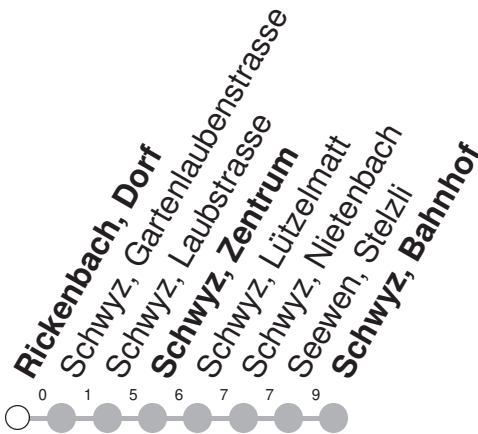 Rickenbach, Dorf
Schwyz, Gartenlaubenstrasse
Schwyz, Laubstrasse
Schwyz, Zentrum
Schwyz, Lützelmatt
Schwyz, Nietenbach
Seewen, Stelzli
Schwyz, Bahnhof
0 1 5 6 7 7 9